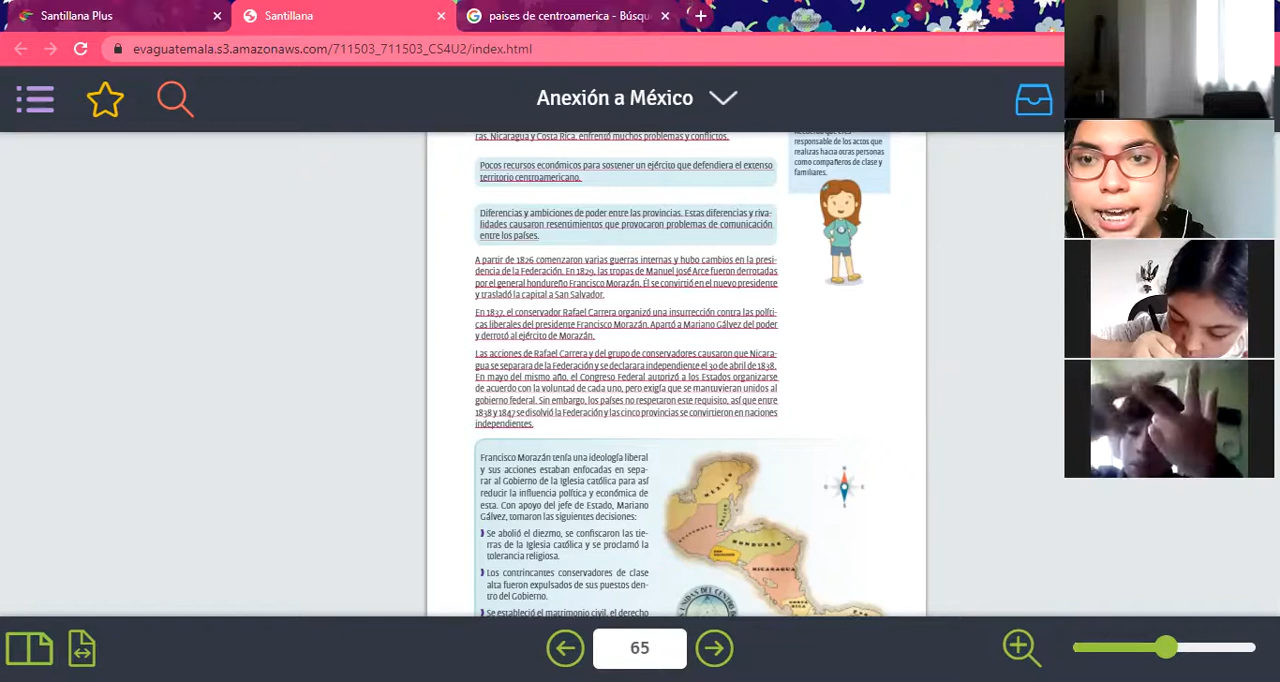 Santillana Plus
Santillana
paises de centroamerica - Búsqu
evaguatemala.s3.amazonaws.com/711503_711503_CS4U2/index.html
Anexión a México
ras, Nicaragua y Costa Rica, enfrentó muchos problemas y conflictos.
Pocos recursos económicos para sostener un ejército que defendiera el extenso
territorio centroamericano.
Diferencias y ambiciones de poder entre las provincias. Estas diferencias y riva-
lidades causaron resentimientos que provocaron problemas de comunicación
entre los países.
A partir de 1826 comenzaron varias guerras internas y hubo cambios en la presi-
dencia de la Federación. En 1829, las tropas de Manuel José Arce fueron derrotadas
por el general hondureño Francisco Morazán. Él se convirtió en el nuevo presidente
y trasladó la capital a San Salvador.
En 1837, el conservador Rafael Carrera organizó una insurrección contra las políti-
cas liberales del presidente Francisco Morazán. Apartó a Mariano Gálvez del poder
y derrotó al ejército de Morazán.
Las acciones de Rafael Carrera y del grupo de conservadores causaron que Nicara-
gua se separara de la Federación y se declarara independiente el 30 de abril de 1838.
En mayo del mismo año, el Congreso Federal autorizó a los Estados organizarse
de acuerdo con la voluntad de cada uno, pero exigía que se mantuvieran unidos al
gobierno federal. Sin embargo, los países no respetaron este requisito, así que entre
1838 y 1847 se disolvió la Federación y las cinco provincias se convirtieron en naciones
independientes.
responsable de los actos que
realizas hacia otras personas
como compañeros de clase y
familiares.
Francisco Morazán tenía una ideología liberal
y sus acciones estaban enfocadas en sepa-
rar al Gobierno de la Iglesia católica para así
reducir la influencia política y económica de
esta. Con apoyo del jefe de Estado, Mariano
Gálvez, tomaron las siguientes decisiones:
Se abolió el diezmo, se confiscaron las tie-
rras de la Iglesia católica y se proclamó la
tolerancia religiosa.
Los contrincantes conservadores de clase
alta fueron expulsados de sus puestos den-
tro del Gobierno.
Se estableció el matrimonio civil, el derecho
MÉXICO
GUATEMALA
HONDURAS
NICARAGUA
COSTA
RICA
65